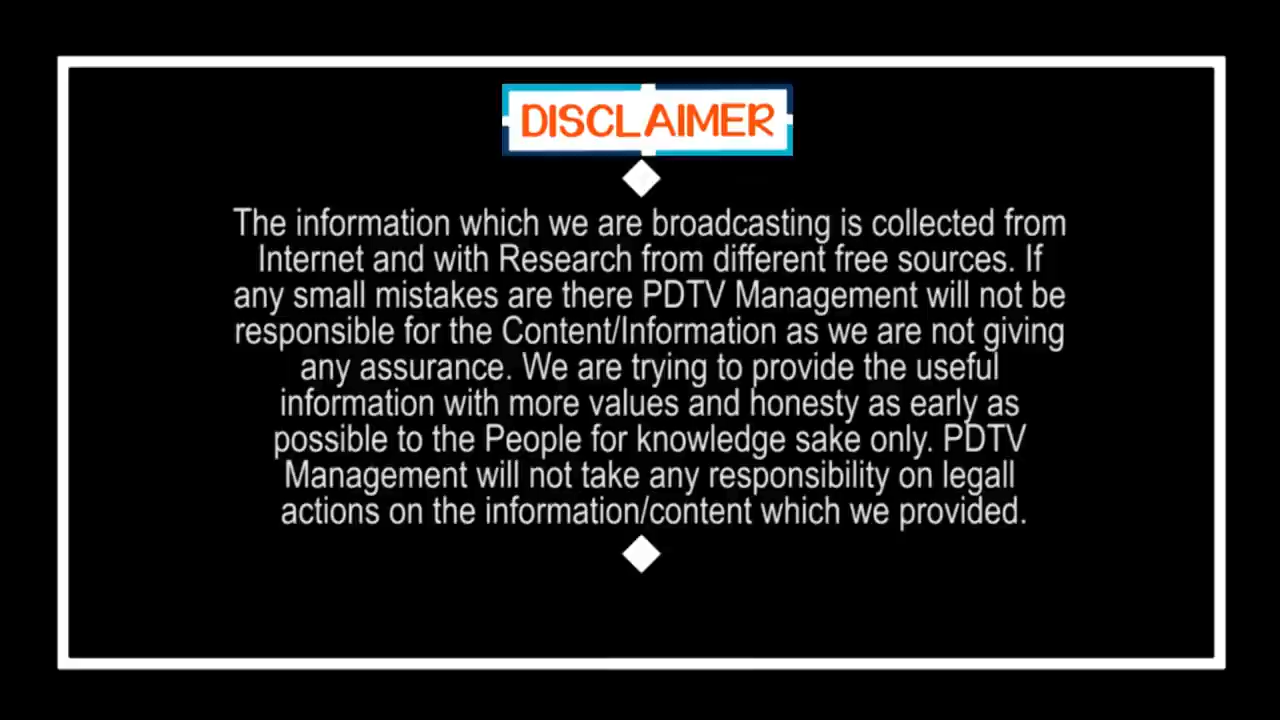 DISCLAIMER
The information which we are broadcasting is collected from
Internet and with Research from different free sources. If
any small mistakes are there PDTV Management will not be
responsible for the Content/Information as we are not giving
any assurance. We are trying to provide the useful
information with more values and honesty as early as
possible to the People for knowledge sake only. PDTV
Management will not take any responsibility on legall
actions on the information/content which we provided.